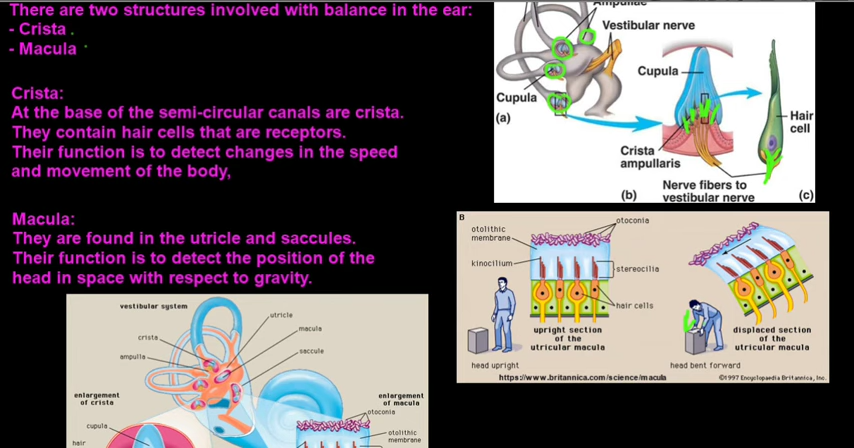 There are two structures involved with balance in the ear:
- Crista .
- Macula
Crista:
At the base of the semi-circular canals are crista.
They contain hair cells that are receptors.
Their function is to detect changes in the speed
and movement of the body,
Macula:
They are found in the utricle and saccules.
Their function is to detect the position of the
head in space with respect to gravity.
Ampullae
Vestibular nerve
Cupula
(a)
Cupula
Crista
ampullaris
Nerve fibers to
vestibular nerve
(b)
Hair
cell
(c)
B
otolithic
membrane
kinocilium
otoconia
stereocilia
hair cells
upright section
of the
utricular macula
head upright
displaced section
of the
utricular macula
head bent forward
https://www.britannica.com/science/macula
©1997 Encyclopaedia Britannica, Inc.
vestibular system
utricle
macula
saccule
crista
ampulla
enlargement
of crista
cupula
hair
enlargement
of macula
otoconia
otolithic
membrane